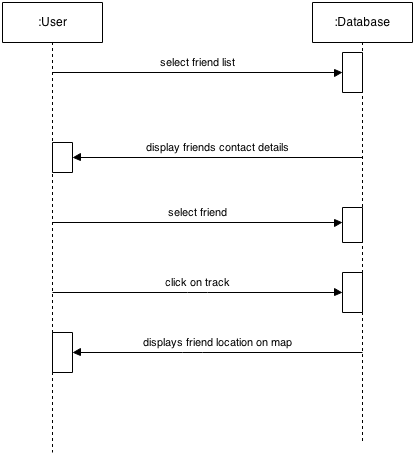 :User
:Database
select friend list
display friends contact details
select friend
click on track
displays friend location on map